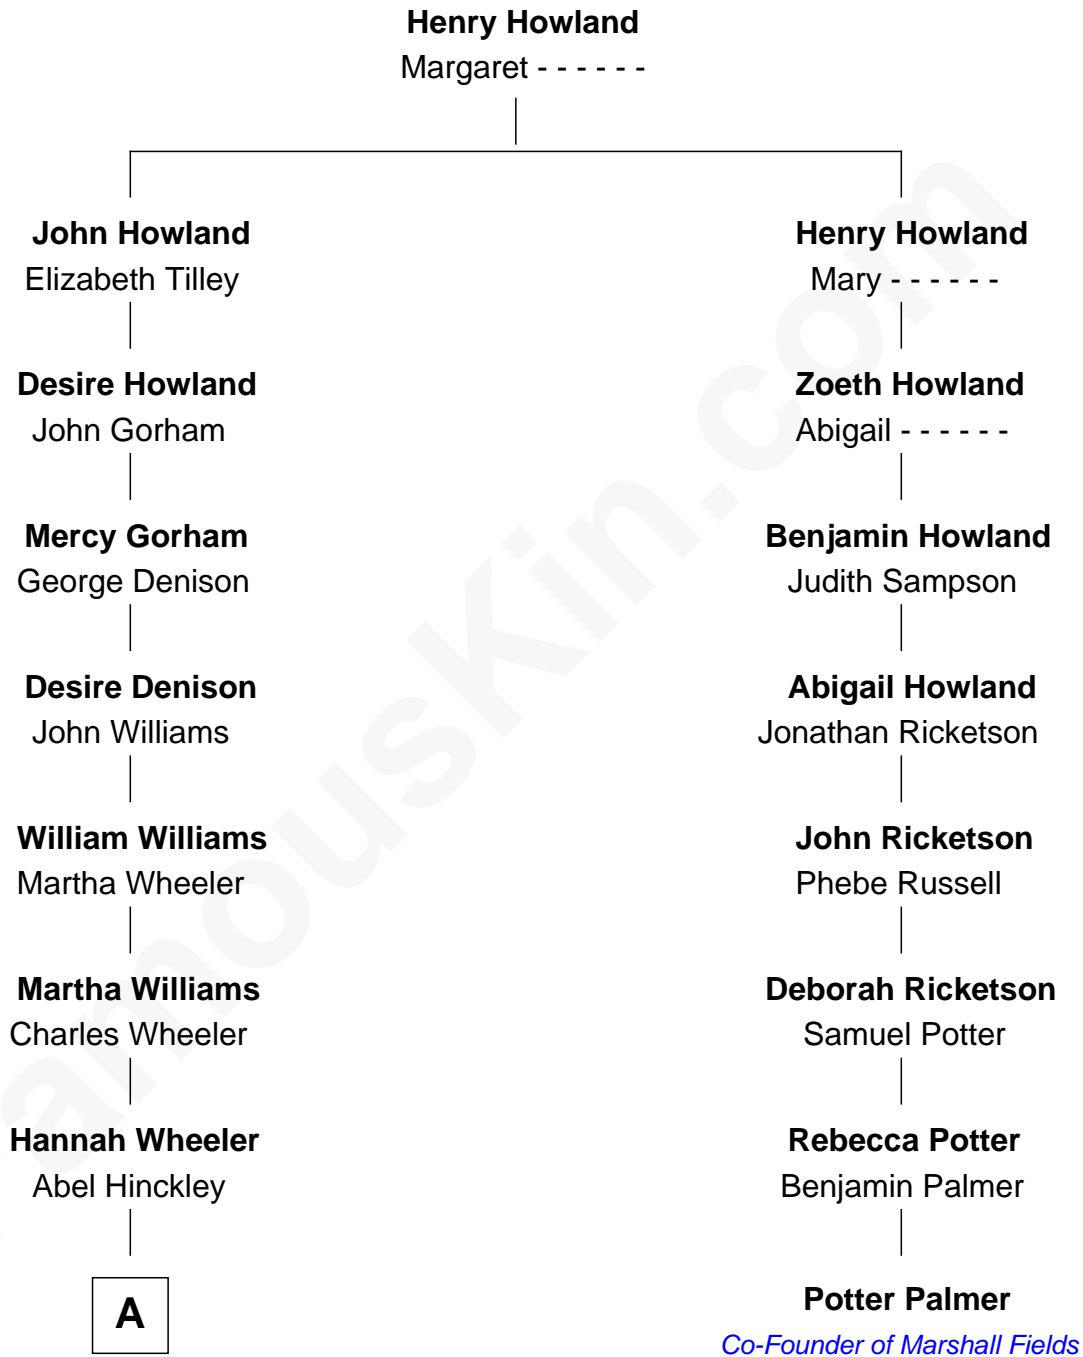 Henry Howland
Margaret - - - - - -
John Howland
Elizabeth Tilley
Henry Howland
Mary - - - - - -
Desire Howland
John Gorham
Zoeth Howland
Abigail - - - - - -
Mercy Gorham
George Denison
Benjamin Howland
Judith Sampson
Desire Denison
John Williams
Abigail Howland
Jonathan Ricketson
William Williams
Martha Wheeler
John Ricketson
Phebe Russell
Martha Williams
Charles Wheeler
Deborah Ricketson
Samuel Potter
Hannah Wheeler
Abel Hinckley
Rebecca Potter
Benjamin Palmer
A
Potter Palmer
Co-Founder of Marshall Fields
amousKin.com